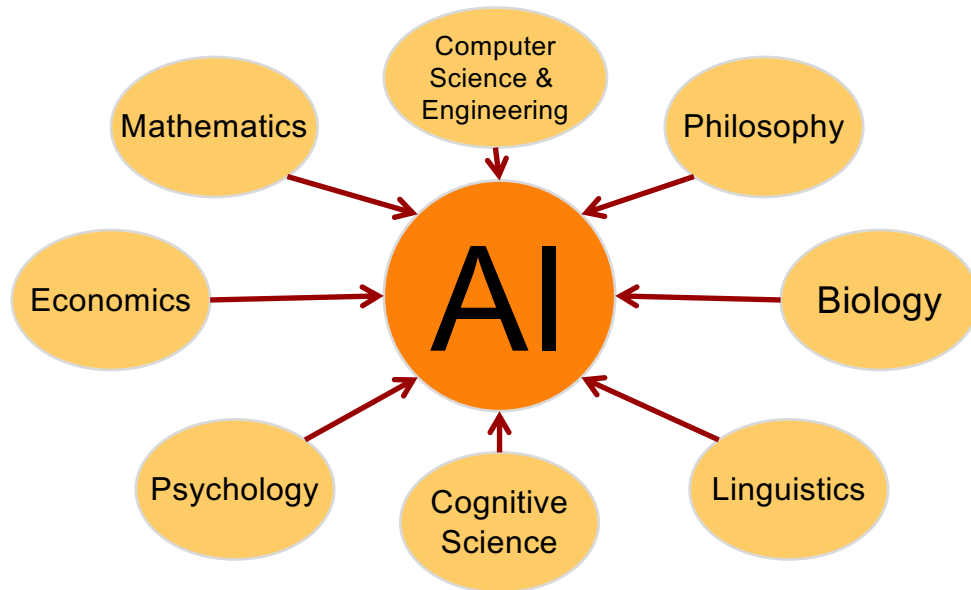 Computer
Science &
Engineering
Mathematics
Philosophy
AI
Economics
Biology
Psychology
Cognitive
Science
Linguistics